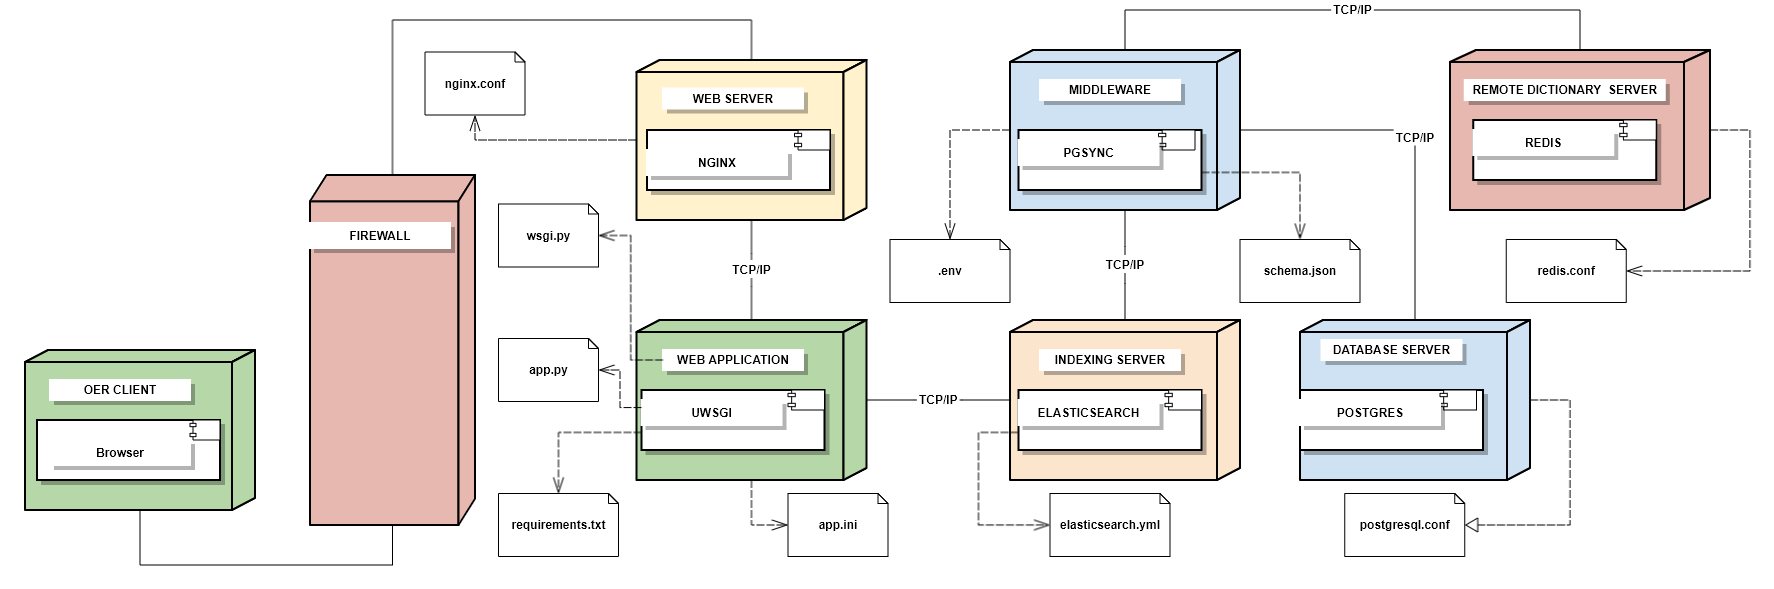 TCP/IP
nginx.conf
WEB SERVER
NGINX
MIDDLEWARE
PGSYNC
TCP/IP
REMOTE DICTIONARY  SERVER
REDIS
FIREWALL
wsgi.py
TCP/IP
.env
TCP/IP
schema.json
redis.conf
OER CLIENT
Browser
app.py
WEB APPLICATION
UWSGI
TCP/IP
INDEXING SERVER
ELASTICSEARCH
DATABASE SERVER
POSTGRES
requirements.txt
app.ini
elasticsearch.yml
postgresql.conf